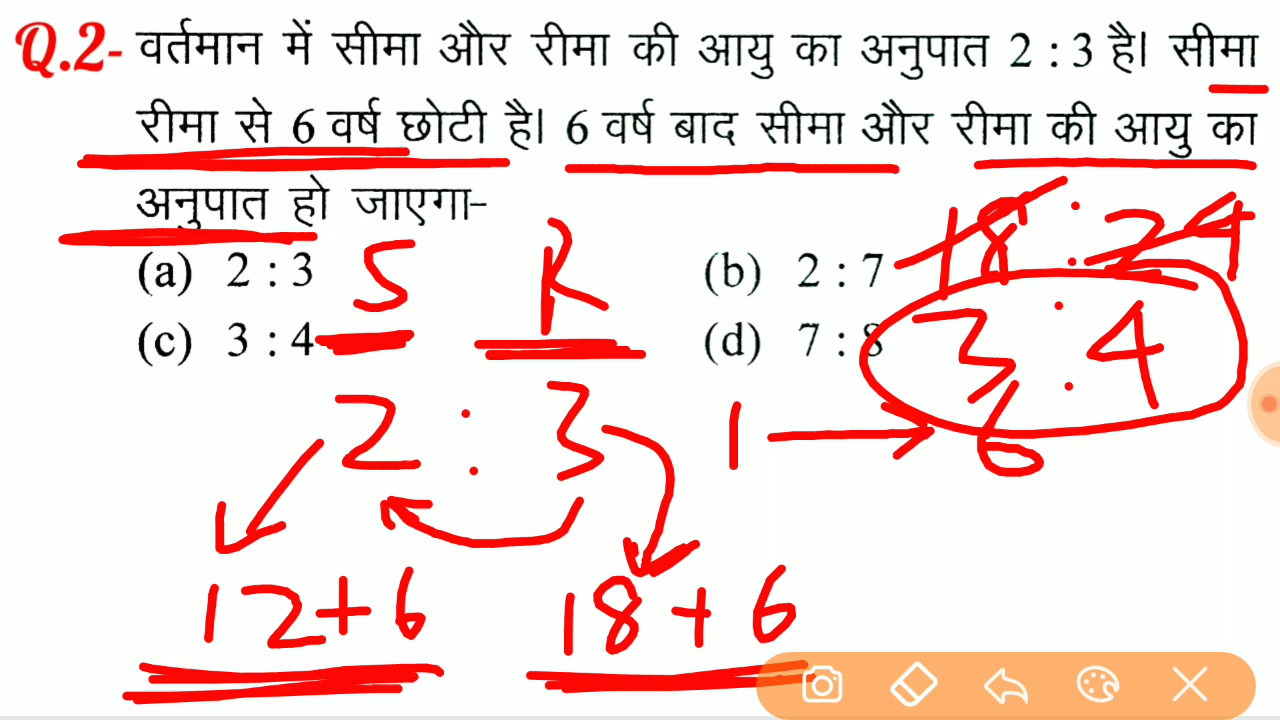 Q.2- वर्तमान में सीमा और रीमा की आयु का अनुपात 2 : 3 है। सीमा
रीमा से 6 वर्ष छोटी है। 6 वर्ष बाद सीमा और रीमा की आयु का
अनुपात हो जाएगा-
18 : 24
(a) 2 : 3 (b) 2 : 7
S R
(c) 3 : 4 (d) 7 : 8
3 : 4
2 : 3 1 → 6
12+6 18+6